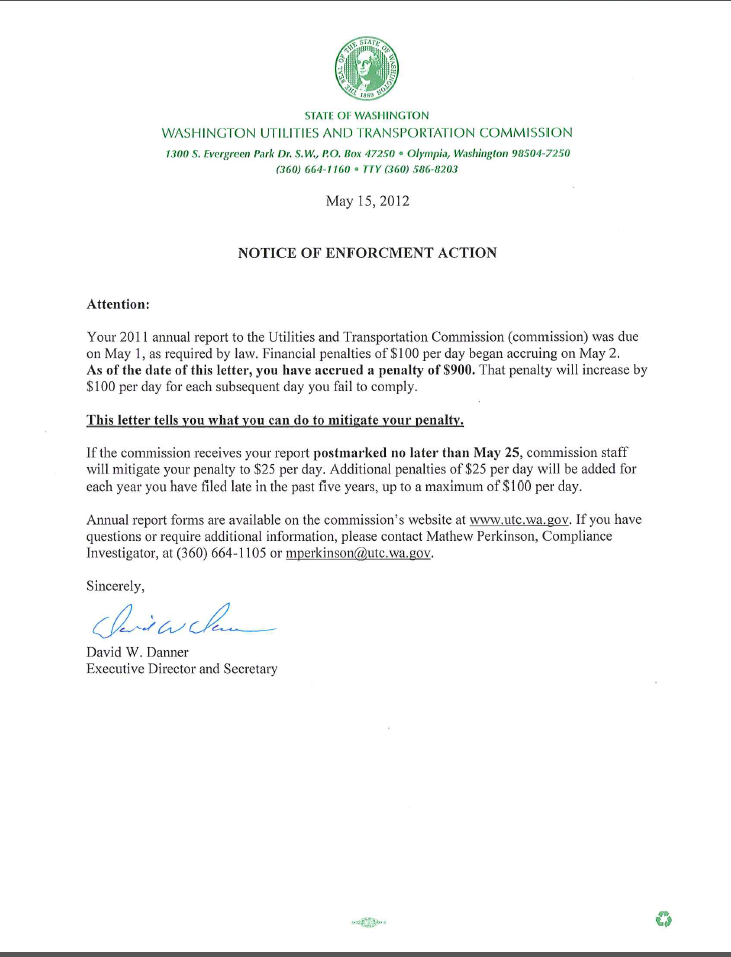 THE SEAL OF THE STATE OF WASHINGTON
1889
STATE OF WASHINGTON
WASHINGTON UTILITIES AND TRANSPORTATION COMMISSION
1300 S. Evergreen Park Dr. S.W., P.O. Box 47250 • Olympia, Washington 98504-7250
(360) 664-1160 • TTY (360) 586-8203
May 15, 2012
NOTICE OF ENFORCMENT ACTION
Attention:
Your 2011 annual report to the Utilities and Transportation Commission (commission) was due
on May 1, as required by law. Financial penalties of $100 per day began accruing on May 2.
As of the date of this letter, you have accrued a penalty of $900. That penalty will increase by
$100 per day for each subsequent day you fail to comply.
This letter tells you what you can do to mitigate your penalty.
If the commission receives your report postmarked no later than May 25, commission staff
will mitigate your penalty to $25 per day. Additional penalties of $25 per day will be added for
each year you have filed late in the past five years, up to a maximum of $100 per day.
Annual report forms are available on the commission's website at www.utc.wa.gov. If you have
questions or require additional information, please contact Mathew Perkinson, Compliance
Investigator, at (360) 664-1105 or mperkinson@utc.wa.gov.
Sincerely,
David W. Danner
Executive Director and Secretary